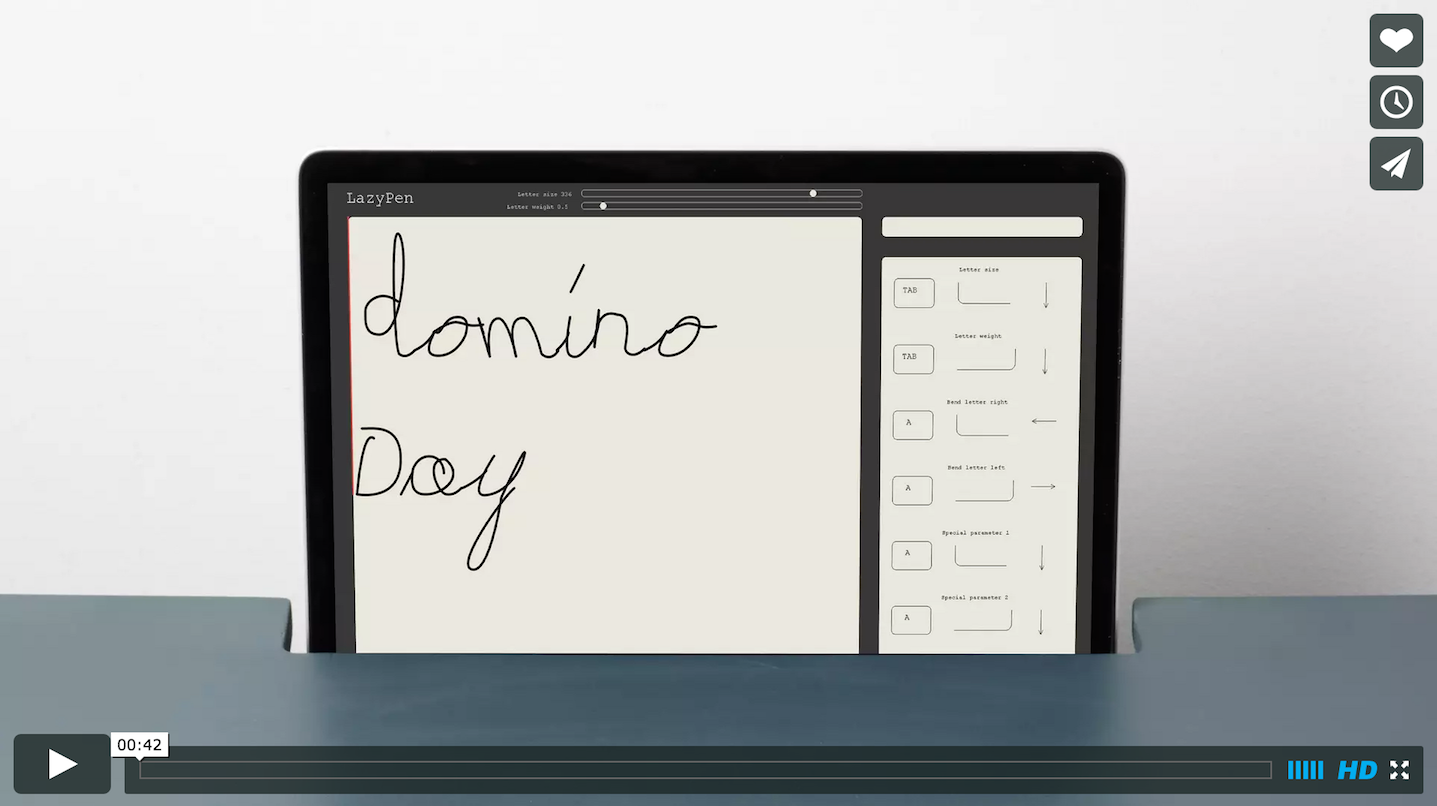 LazyPen
Letter size 336
Letter weight 0.5
domino
Day
Letter size
TAB
Letter weight
TAB
Bend letter right
A
Bend letter left
A
Special parameter 1
A
Special parameter 2
A
00:42
HD